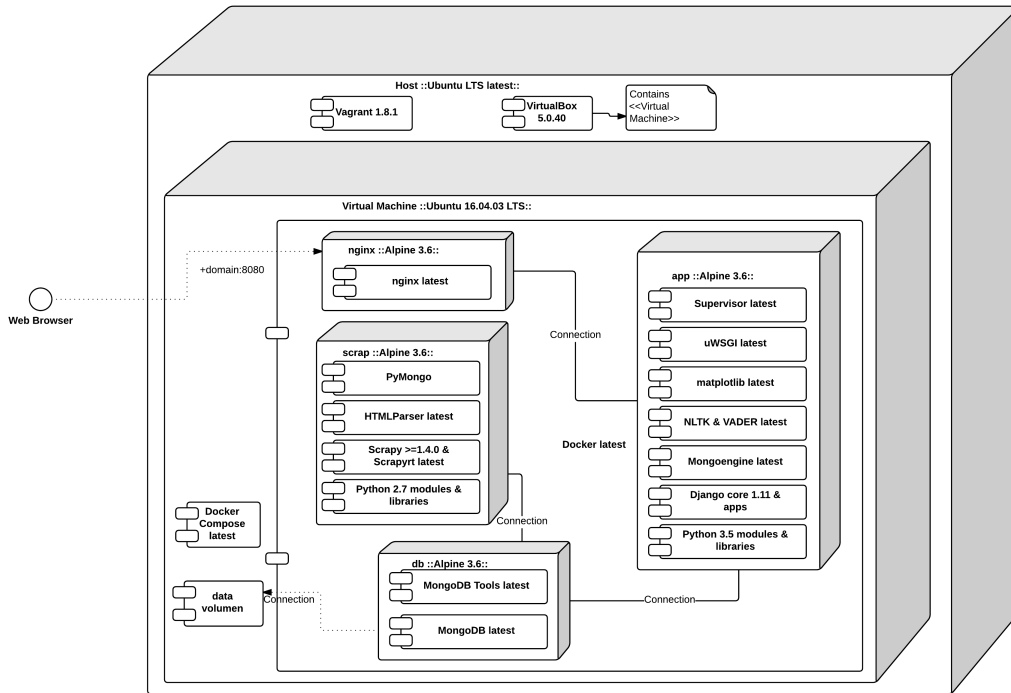 Host ::Ubuntu LTS latest::
Vagrant 1.8.1
VirtualBox
5.0.40
Contains
<<Virtual
Machine>>
Virtual Machine ::Ubuntu 16.04.03 LTS::
nginx ::Alpine 3.6::
nginx latest
+domain:8080
Web Browser
app ::Alpine 3.6::
Supervisor latest
uWSGI latest
matplotlib latest
NLTK & VADER latest
Mongoengine latest
Django core 1.11 &
apps
Python 3.5 modules &
libraries
Connection
scrap ::Alpine 3.6::
PyMongo
HTMLParser latest
Scrapy >=1.4.0 &
Scrapyrt latest
Python 2.7 modules &
libraries
Docker latest
Connection
Docker
Compose
latest
db ::Alpine 3.6::
MongoDB Tools latest
MongoDB latest
data
volumen
Connection
Connection